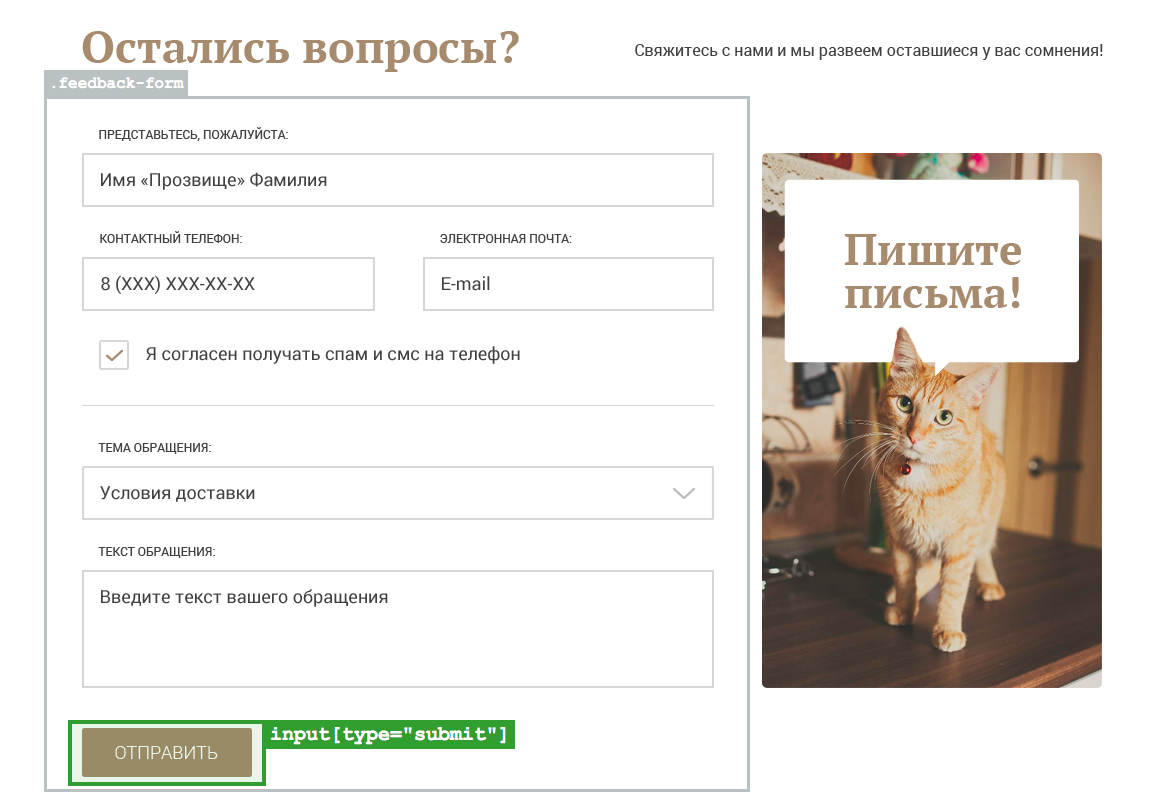 Остались вопросы?
Свяжитесь с нами и мы развеем оставшиеся у вас сомнения!
.feedback-form
ПРЕДСТАВЬТЕСЬ, ПОЖАЛУЙСТА:
Имя «Прозвище» Фамилия
КОНТАКТНЫЙ ТЕЛЕФОН:
ЭЛЕКТРОННАЯ ПОЧТА:
8 (XXX) XXX-XX-XX
E-mail
Я согласен получать спам и смс на телефон
ТЕМА ОБРАЩЕНИЯ:
Условия доставки
ТЕКСТ ОБРАЩЕНИЯ:
Введите текст вашего обращения
ОТПРАВИТЬ
input[type="submit"]
Пишите
письма!